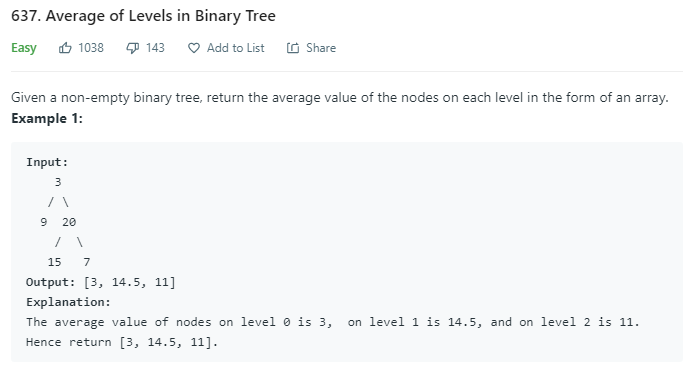 637. Average of Levels in Binary Tree
Easy 1038 143 Add to List Share
Given a non-empty binary tree, return the average value of the nodes on each level in the form of an array.
Example 1:
Input:
3
/ \
9 20
/ \
15 7
Output: [3, 14.5, 11]
Explanation:
The average value of nodes on level 0 is 3, on level 1 is 14.5, and on level 2 is 11.
Hence return [3, 14.5, 11].